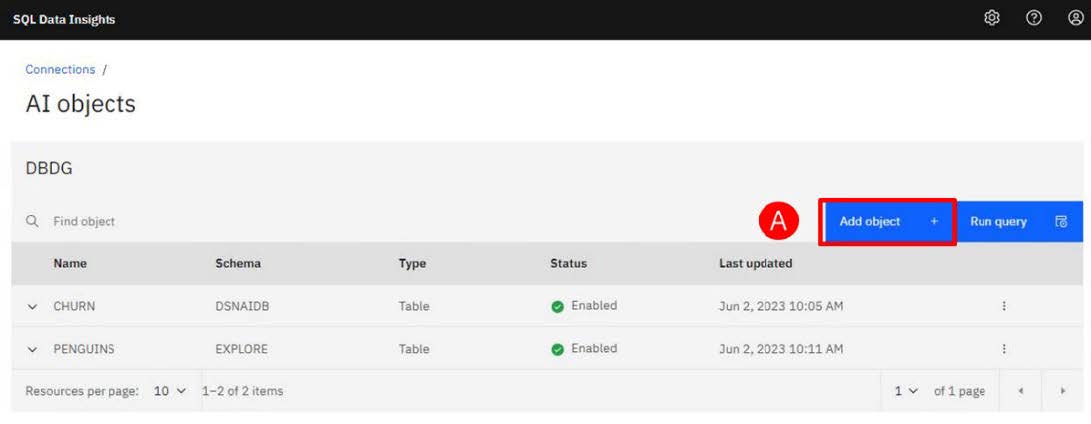 SQL Data Insights
Connections /
AI objects
DBDG
Find object
A
Add object +
Run query
Name Schema Type Status Last updated
CHURN DSNAIDB Table Enabled Jun 2, 2023 10:05 AM
PENGUINS EXPLORE Table Enabled Jun 2, 2023 10:11 AM
Resources per page: 10 1–2 of 2 items 1 of 1 page